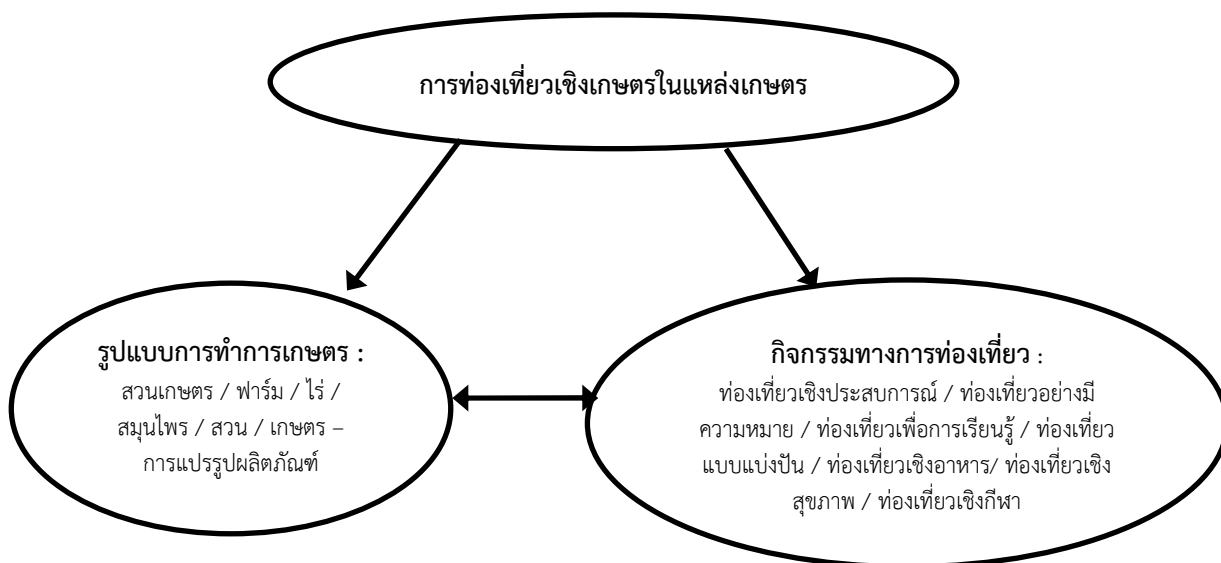 การท่องเที่ยวเชิงเกษตรในแหล่งเกษตร
รูปแบบการทำการเกษตร :
สวนเกษตร / ฟาร์ม / ไร่ /
สมุนไพร / สวน / เกษตร –
การแปรรูปผลิตภัณฑ์
กิจกรรมทางการท่องเที่ยว :
ท่องเที่ยวเชิงประสบการณ์ / ท่องเที่ยวอย่างมี
ความหมาย / ท่องเที่ยวเพื่อการเรียนรู้ / ท่องเที่ยว
แบบแบ่งปัน / ท่องเที่ยวเชิงอาหาร/ ท่องเที่ยวเชิง
สุขภาพ / ท่องเที่ยวเชิงกีฬา